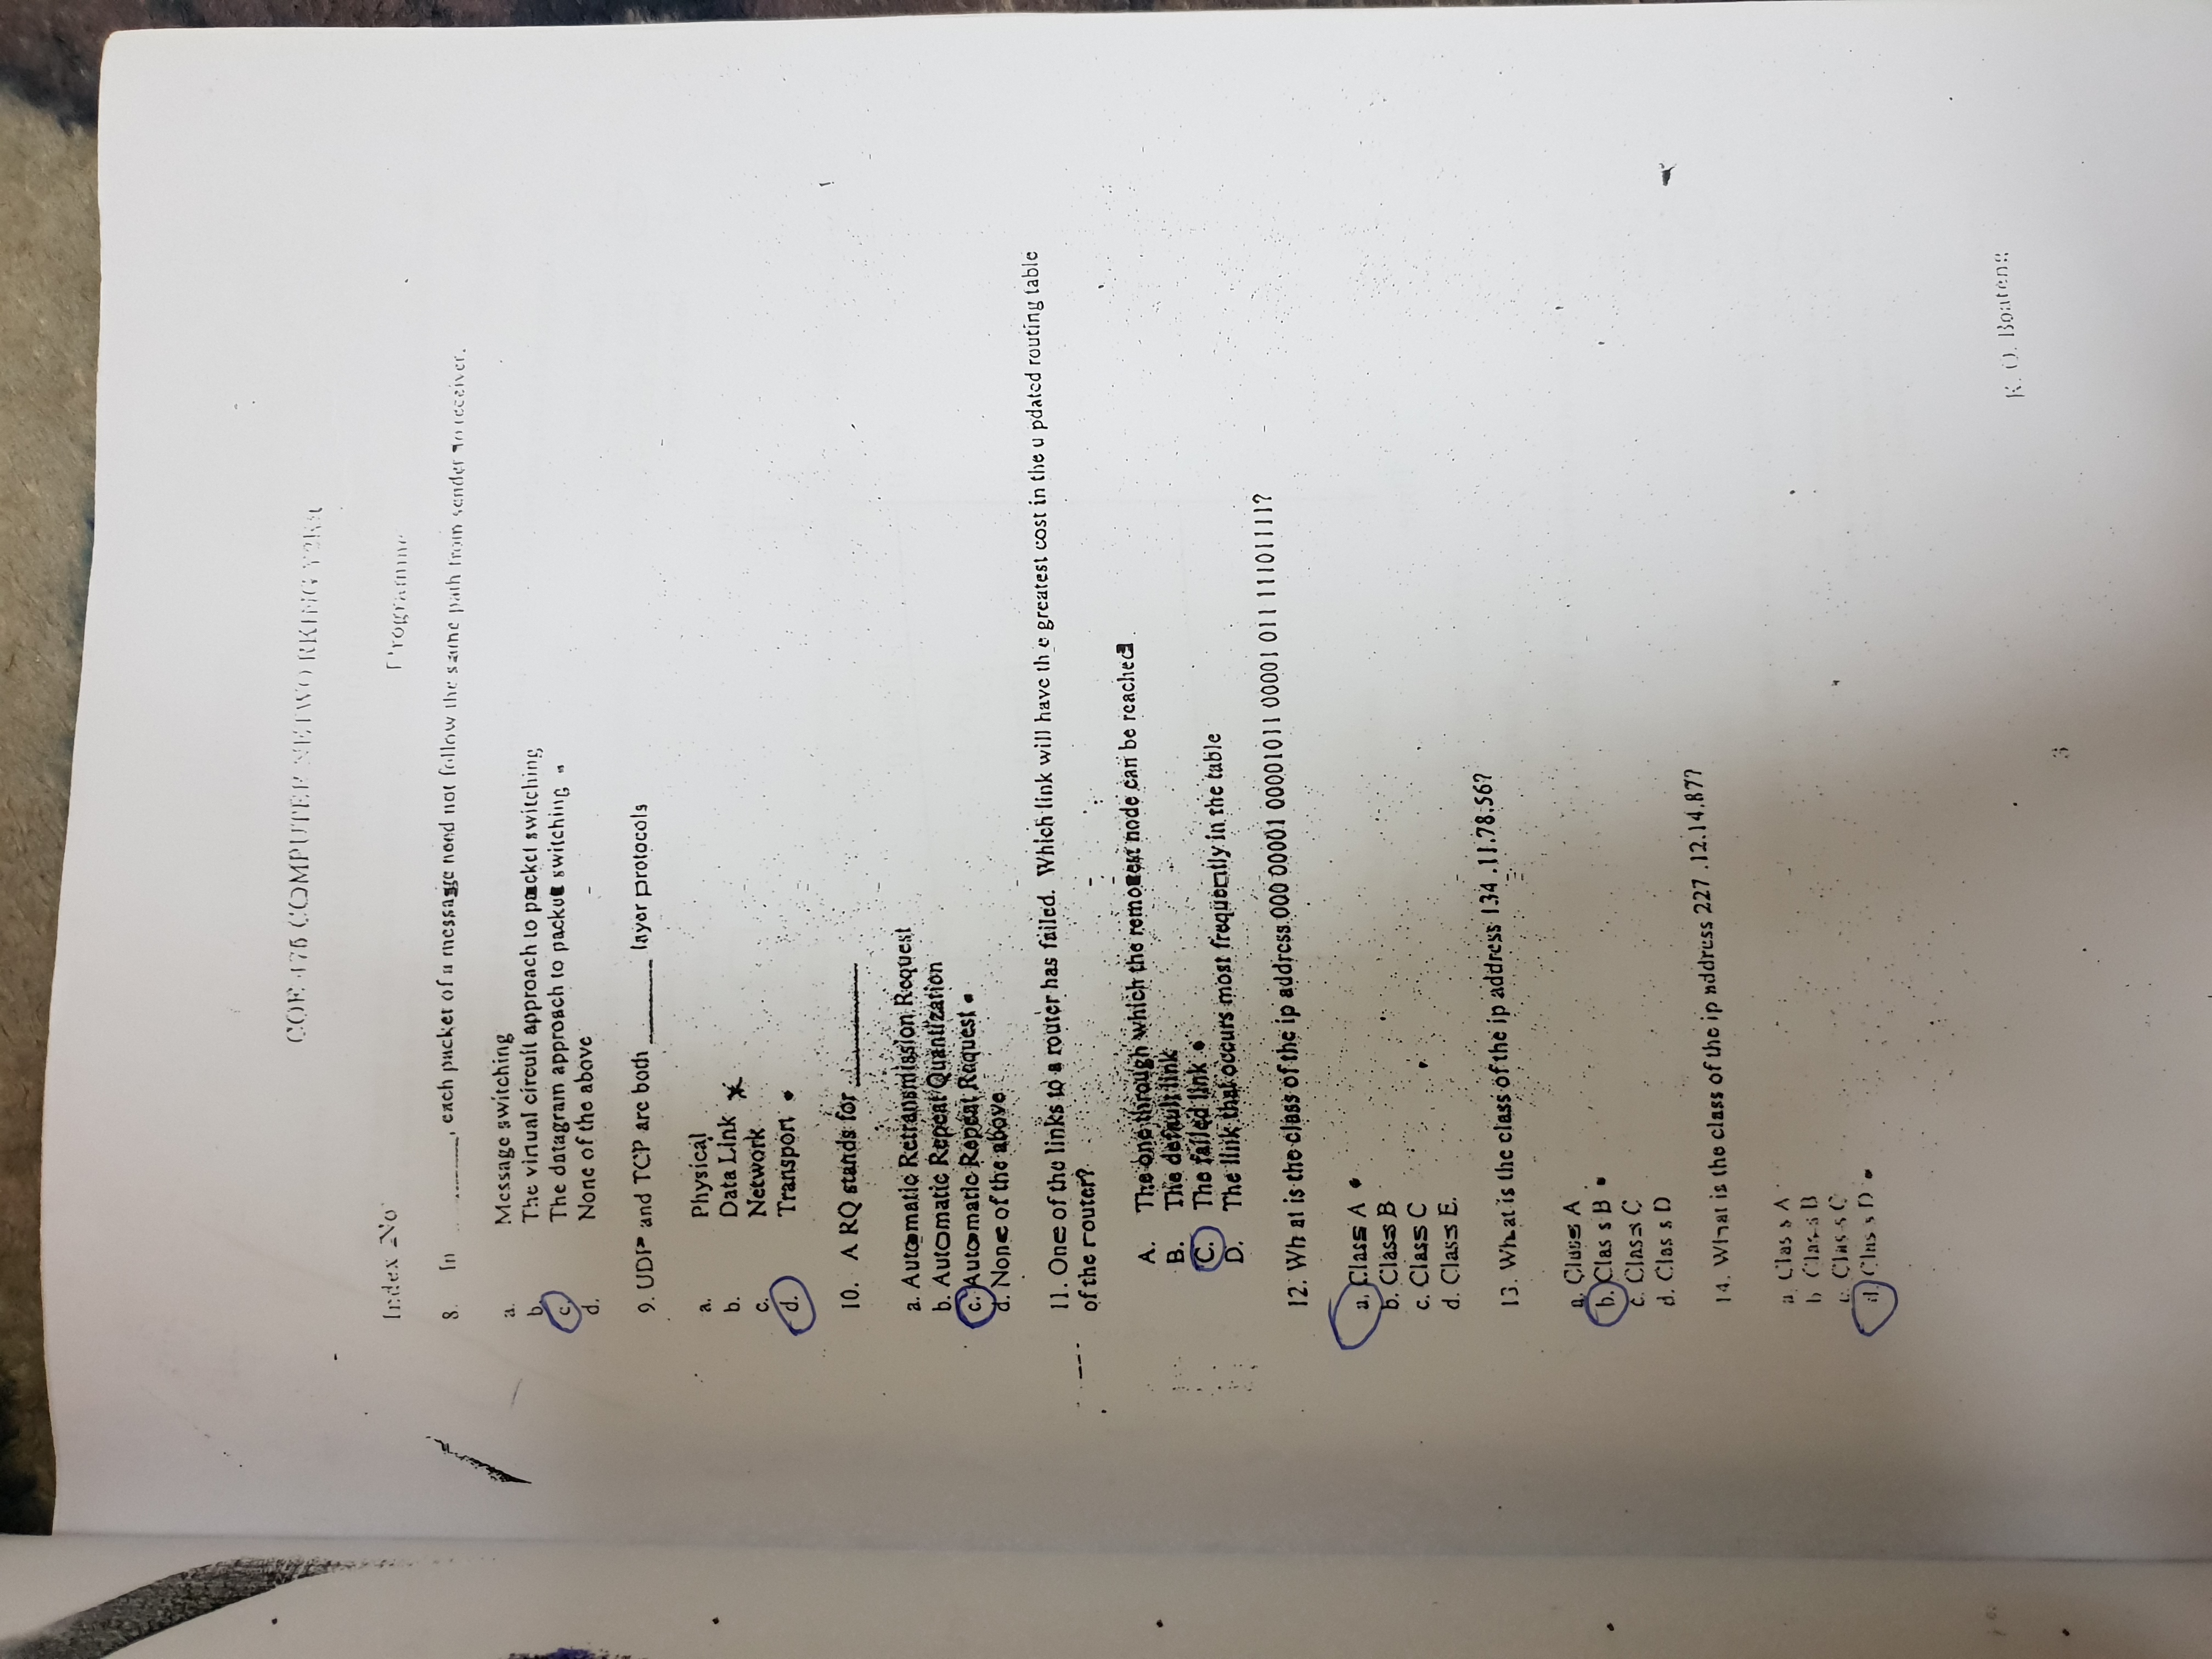 COE 475 COMPUTER NETWORKING
Index No
Programme
8. In ______, each packet of a message need not follow the same path from sender to receiver.
a. Message switching
b. The virtual circuit approach to packet switching
c. The datagram approach to packet switching
d. None of the above
9. UDP and TCP are both ______ layer protocols
a. Physical
b. Data Link
c. Network
d. Transport
10. A RQ stands for ______
a. Automatic Retransmission Request
b. Automatic Repeat Quantization
c. Automatic Repeat Request
d. None of the above
11. One of the links to a router has failed. Which link will have the greatest cost in the updated routing table
of the router?
A. The one through which the remotest node can be reached
B. The default link
C. The failed link
D. The link that occurs most frequently in the table
12. What is the class of the ip address 000 00001 00001011 00001 011 11101111?
a. Class A
b. Class B
c. Class C
d. Class E.
13. What is the class of the ip address 134 .11.78.56?
a. Class A
b. Class B
c. Class C
d. Class D
14. What is the class of the ip address 227 .12.14.87?
a. Class A
b Class B
c. Class C
d. Class D
K. O. Boateng
3